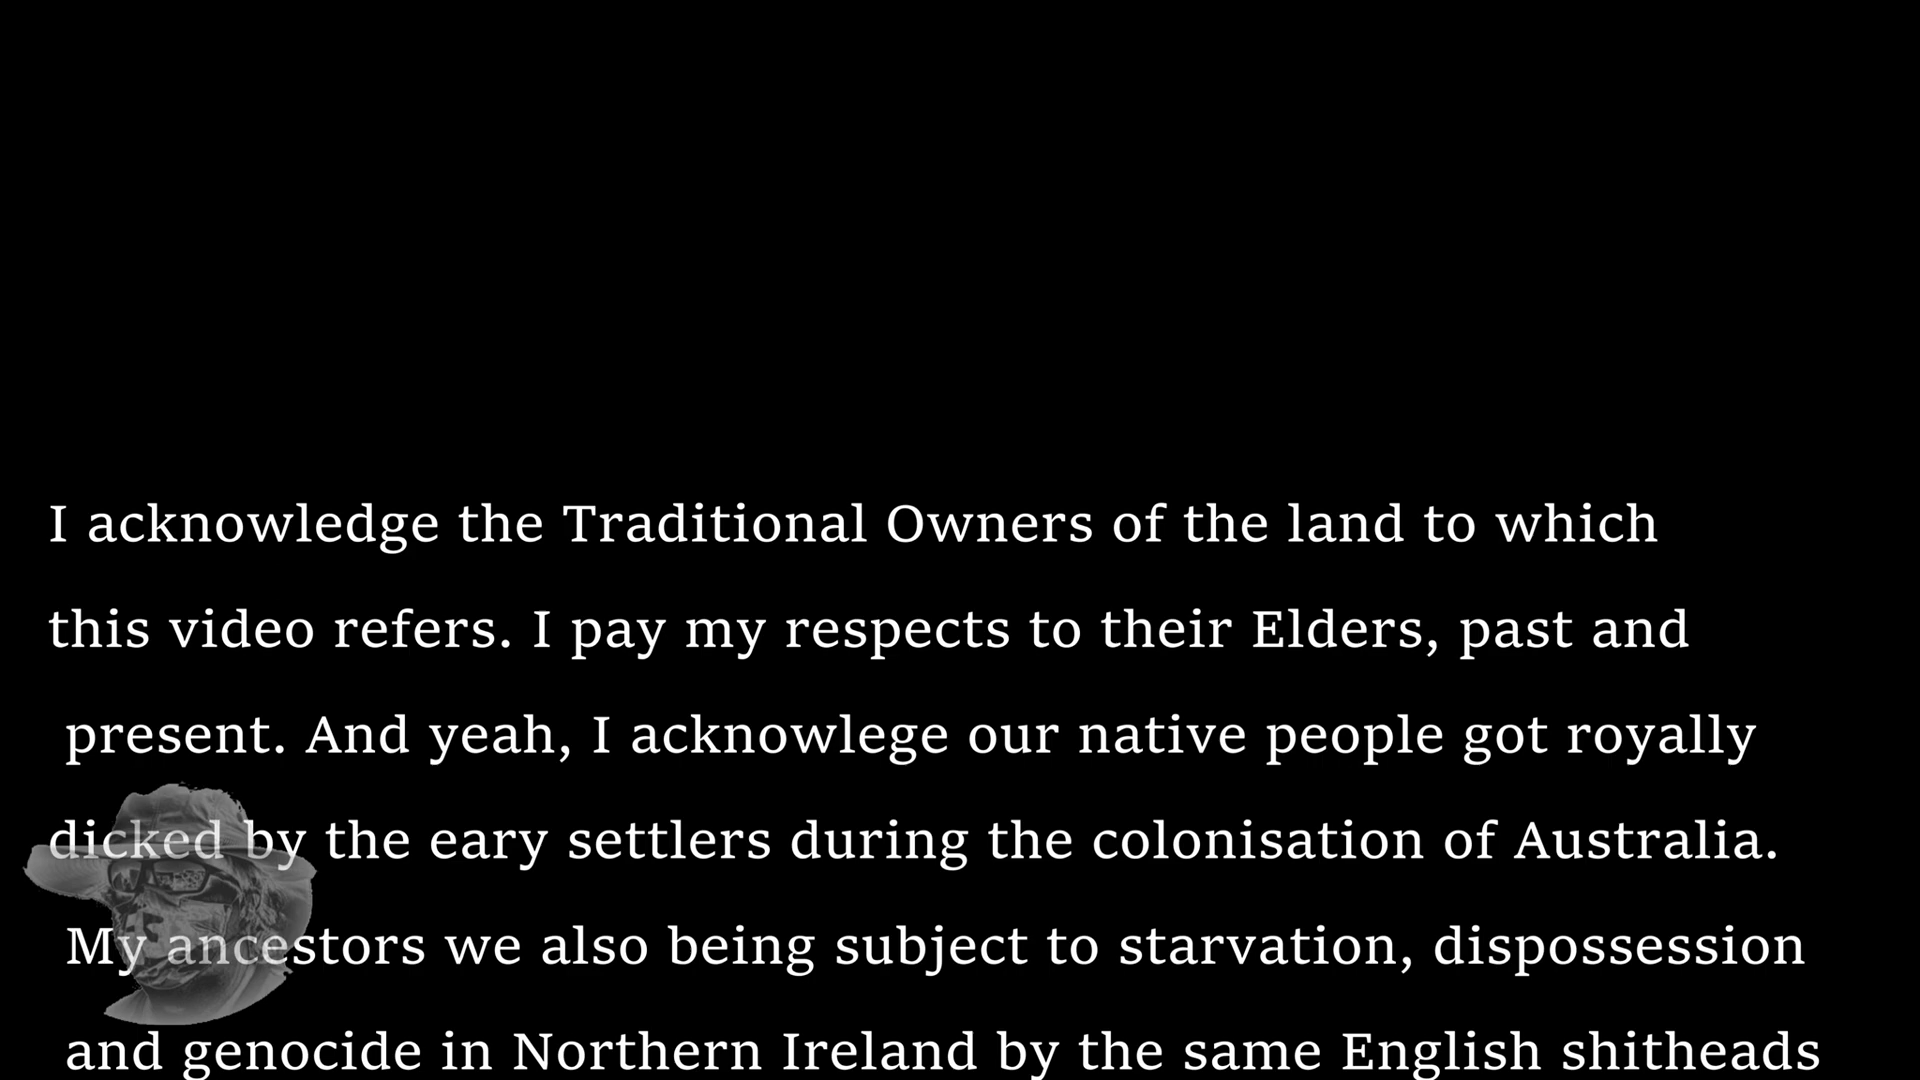 I acknowledge the Traditional Owners of the land to which
this video refers. I pay my respects to their Elders, past and
present. And yeah, I acknowlege our native people got royally
dicked by the eary settlers during the colonisation of Australia.
My ancestors we also being subject to starvation, dispossession
and genocide in Northern Ireland by the same English shitheads